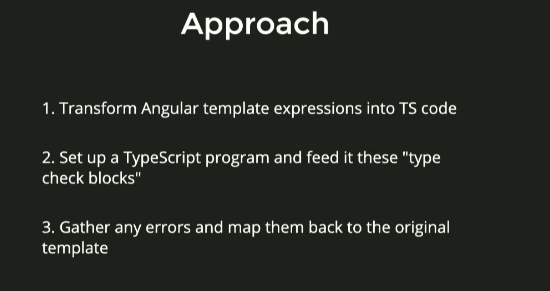 Approach
1. Transform Angular template expressions into TS code
2. Set up a TypeScript program and feed it these "type
check blocks"
3. Gather any errors and map them back to the original
template